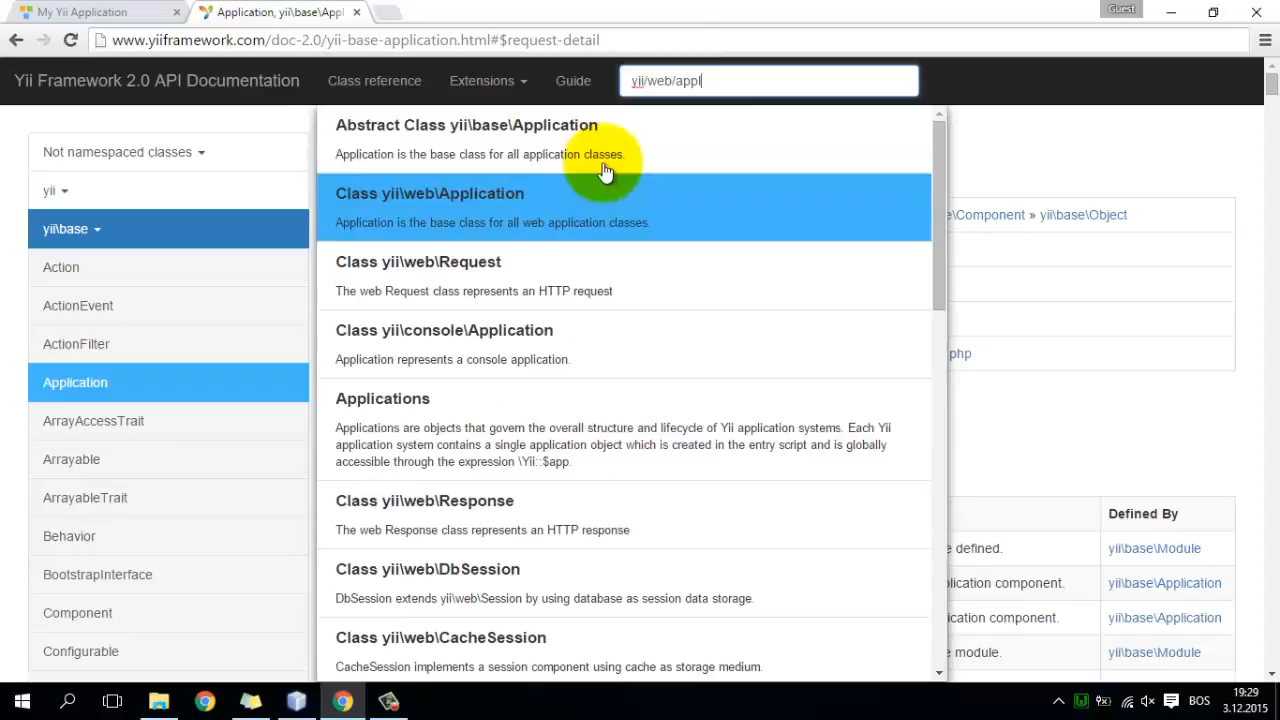 My Yii Application
Application, yii\base\Appl
Guest
www.yiiframework.com/doc-2.0/yii-base-application.html#$request-detail
Yii Framework 2.0 API Documentation
Class reference
Extensions
Guide
yii/web/appl
Not namespaced classes
yii
yii\base
Action
ActionEvent
ActionFilter
Application
ArrayAccessTrait
Arrayable
ArrayableTrait
Behavior
BootstrapInterface
Component
Configurable
Abstract Class yii\base\Application
Application is the base class for all application classes.
Class yii\web\Application
Application is the base class for all web application classes.
Class yii\web\Request
The web Request class represents an HTTP request
Class yii\console\Application
Application represents a console application.
Applications
Applications are objects that govern the overall structure and lifecycle of Yii application systems. Each Yii
application system contains a single application object which is created in the entry script and is globally
accessible through the expression \Yii::$app.
Class yii\web\Response
The web Response class represents an HTTP response
Class yii\web\DbSession
DbSession extends yii\web\Session by using database as session data storage.
Class yii\web\CacheSession
CacheSession implements a session component using cache as storage medium.
\Component » yii\base\Object
php
Defined By
defined.
yii\base\Module
lication component.
yii\base\Application
ication component.
yii\base\Application
e module.
yii\base\Module
BOS
19:29
3.12.2015